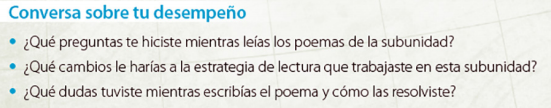 Conversa sobre tu desempeño
• ¿Qué preguntas te hiciste mientras leías los poemas de la subunidad?
• ¿Qué cambios le harías a la estrategia de lectura que trabajaste en esta subunidad?
• ¿Qué dudas tuviste mientras escribías el poema y cómo las resolviste?